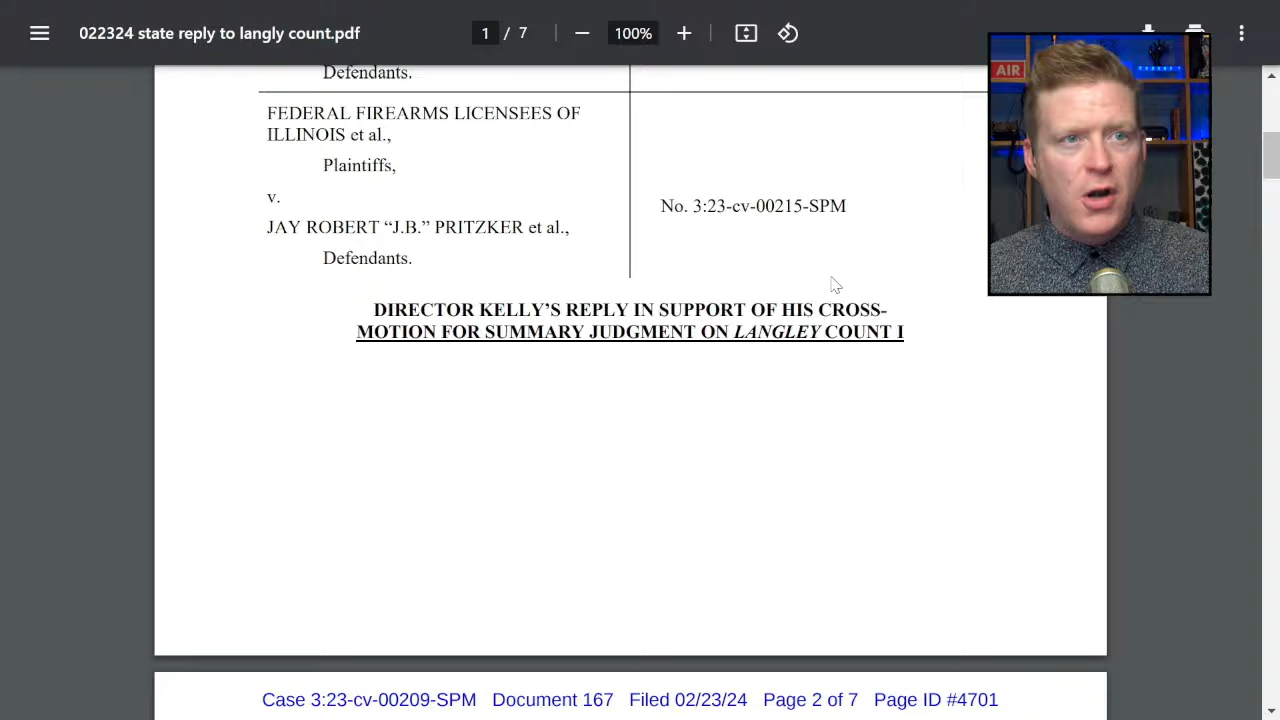 022324 state reply to langly count.pdf
1 / 7
100%
AIR
Defendants.
FEDERAL FIREARMS LICENSEES OF
ILLINOIS et al.,
Plaintiffs,
v.
No. 3:23-cv-00215-SPM
JAY ROBERT “J.B.” PRITZKER et al.,
Defendants.
DIRECTOR KELLY’S REPLY IN SUPPORT OF HIS CROSS-
MOTION FOR SUMMARY JUDGMENT ON LANGLEY COUNT I
Case 3:23-cv-00209-SPM Document 167 Filed 02/23/24 Page 2 of 7 Page ID #4701